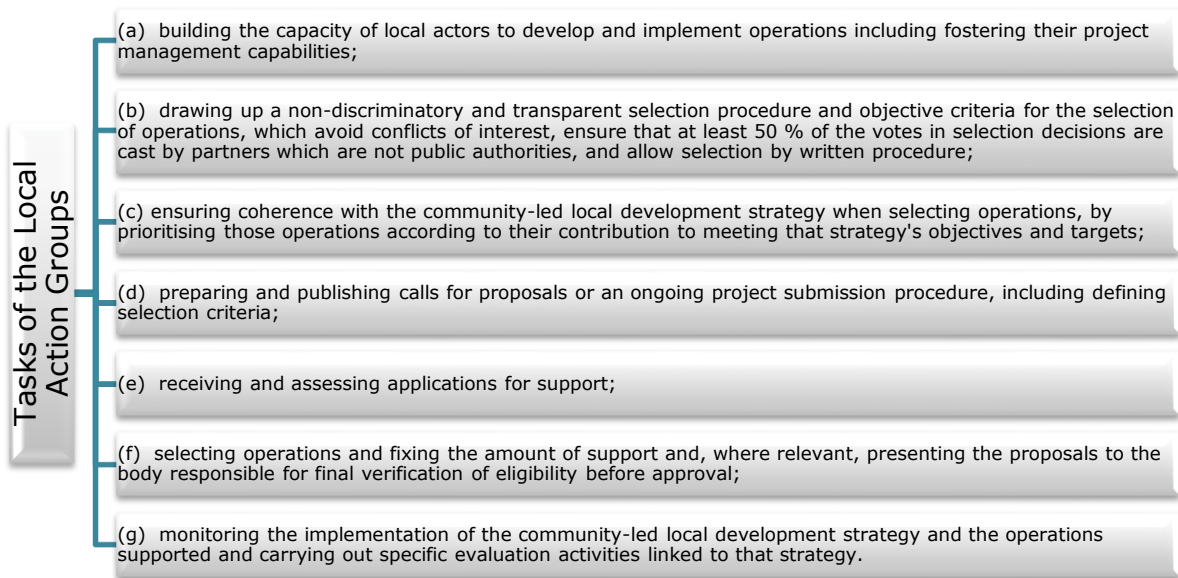 Tasks of the Local
Action Groups
(a) building the capacity of local actors to develop and implement operations including fostering their project
management capabilities;
(b) drawing up a non-discriminatory and transparent selection procedure and objective criteria for the selection
of operations, which avoid conflicts of interest, ensure that at least 50 % of the votes in selection decisions are
cast by partners which are not public authorities, and allow selection by written procedure;
(c) ensuring coherence with the community-led local development strategy when selecting operations, by
prioritising those operations according to their contribution to meeting that strategy's objectives and targets;
(d) preparing and publishing calls for proposals or an ongoing project submission procedure, including defining
selection criteria;
(e) receiving and assessing applications for support;
(f) selecting operations and fixing the amount of support and, where relevant, presenting the proposals to the
body responsible for final verification of eligibility before approval;
(g) monitoring the implementation of the community-led local development strategy and the operations
supported and carrying out specific evaluation activities linked to that strategy.